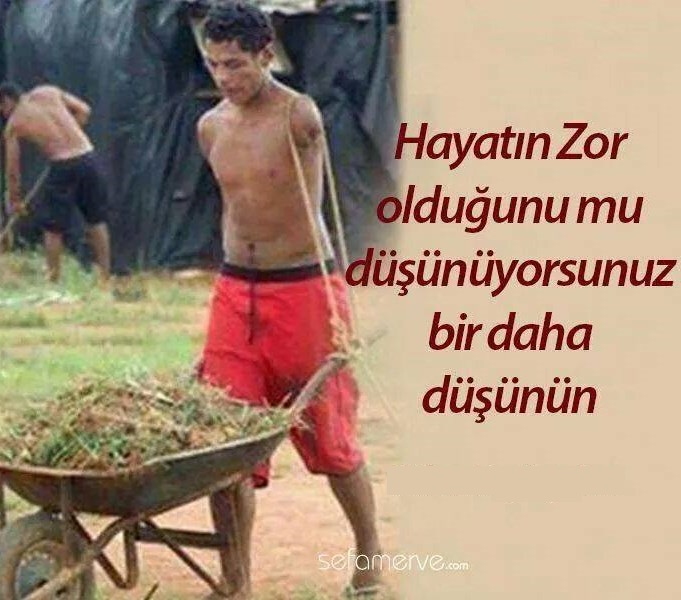 Hayatın Zor
olduğunu mu
düşünüyorsunuz
bir daha
düşünün
sefamerve.com